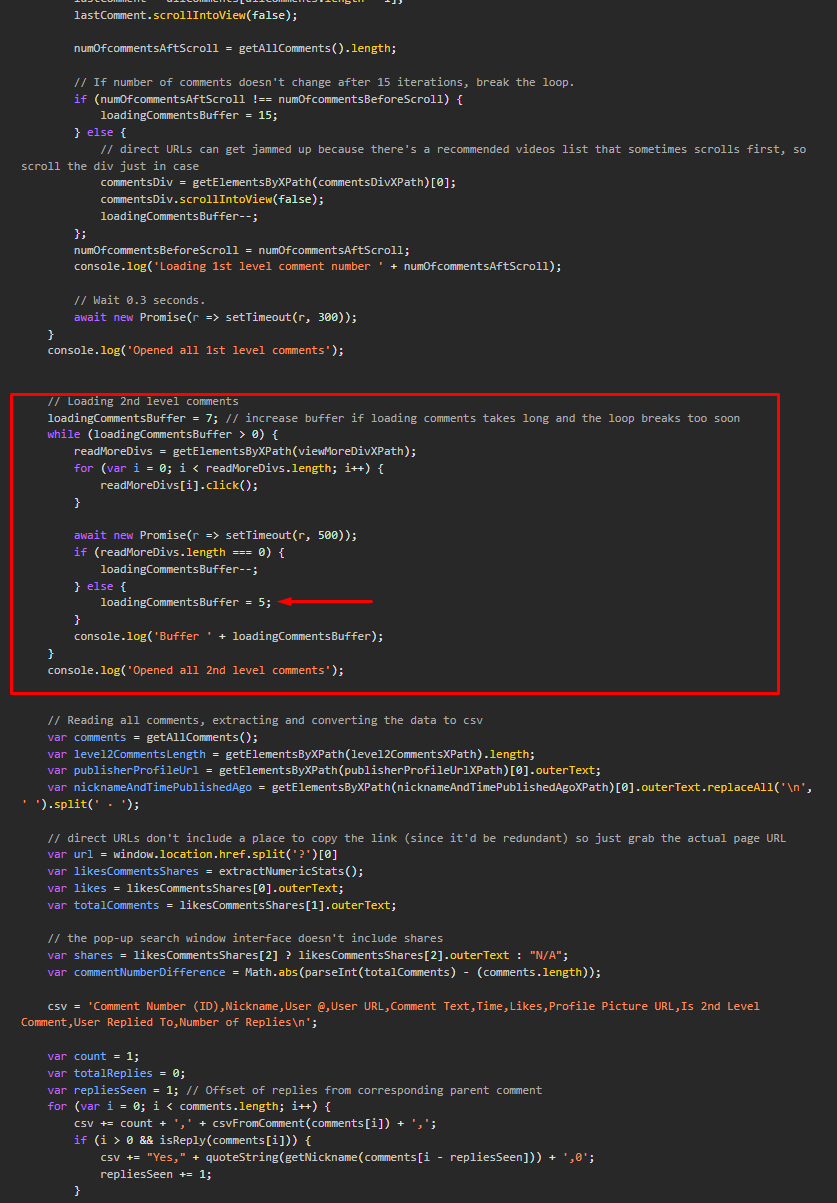 lastComment.scrollIntoView(false);
numOfcommentsAftScroll = getAllComments().length;
// If number of comments doesn't change after 15 iterations, break the loop.
if (numOfcommentsAftScroll !== numOfcommentsBeforeScroll) {
loadingCommentsBuffer = 15;
} else {
// direct URLs can get jammed up because there's a recommended videos list that sometimes scrolls first, so
scroll the div just in case
commentsDiv = getElementsByXPath(commentsDivXPath)[0];
commentsDiv.scrollIntoView(false);
loadingCommentsBuffer--;
};
numOfcommentsBeforeScroll = numOfcommentsAftScroll;
console.log('Loading 1st level comment number ' + numOfcommentsAftScroll);
// Wait 0.3 seconds.
await new Promise(r => setTimeout(r, 300));
}
console.log('Opened all 1st level comments');
// Loading 2nd level comments
loadingCommentsBuffer = 7; // increase buffer if loading comments takes long and the loop breaks too soon
while (loadingCommentsBuffer > 0) {
readMoreDivs = getElementsByXPath(viewMoreDivXPath);
for (var i = 0; i < readMoreDivs.length; i++) {
readMoreDivs[i].click();
}
await new Promise(r => setTimeout(r, 500));
if (readMoreDivs.length === 0) {
loadingCommentsBuffer--;
} else {
loadingCommentsBuffer = 5;
}
console.log('Buffer ' + loadingCommentsBuffer);
}
console.log('Opened all 2nd level comments');
// Reading all comments, extracting and converting the data to csv
var comments = getAllComments();
var level2CommentsLength = getElementsByXPath(level2CommentsXPath).length;
var publisherProfileUrl = getElementsByXPath(publisherProfileUrlXPath)[0].outerText;
var nicknameAndTimePublishedAgo = getElementsByXPath(nicknameAndTimePublishedAgoXPath)[0].outerText.replaceAll('\n',
' ').split(' · ');
// direct URLs don't include a place to copy the link (since it'd be redundant) so just grab the actual page URL
var url = window.location.href.split('?')[0]
var likesCommentsShares = extractNumericStats();
var likes = likesCommentsShares[0].outerText;
var totalComments = likesCommentsShares[1].outerText;
// the pop-up search window interface doesn't include shares
var shares = likesCommentsShares[2] ? likesCommentsShares[2].outerText : "N/A";
var commentNumberDifference = Math.abs(parseInt(totalComments) - (comments.length));
csv = 'Comment Number (ID),Nickname,User @,User URL,Comment Text,Time,Likes,Profile Picture URL,Is 2nd Level
Comment,User Replied To,Number of Replies\n';
var count = 1;
var totalReplies = 0;
var repliesSeen = 1; // Offset of replies from corresponding parent comment
for (var i = 0; i < comments.length; i++) {
csv += count + ',' + csvFromComment(comments[i]) + ',';
if (i > 0 && isReply(comments[i])) {
csv += "Yes," + quoteString(getNickname(comments[i - repliesSeen])) + ',0';
repliesSeen += 1;
}